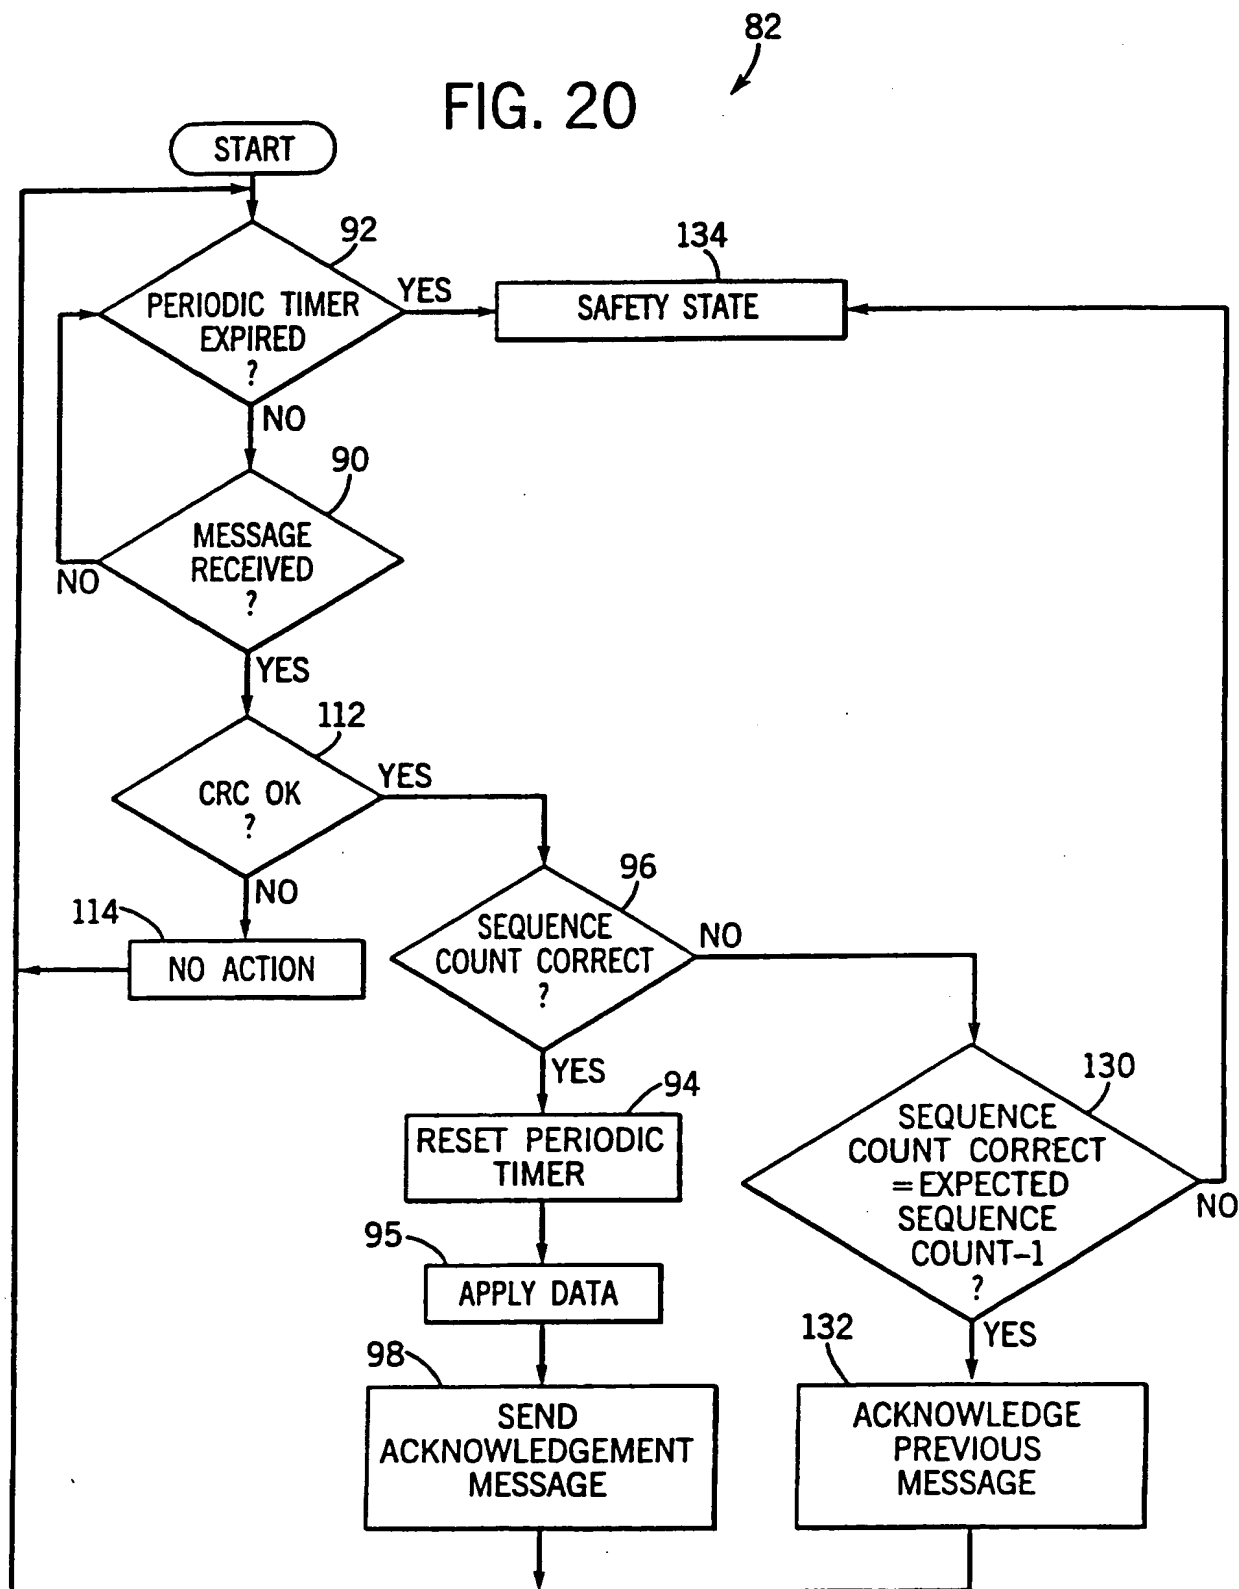 82
FIG. 20
START
92
PERIODIC TIMER
EXPIRED
?
YES
134
SAFETY STATE
NO
90
MESSAGE
RECEIVED
?
NO
YES
112
CRC OK
?
YES
NO
114
NO ACTION
96
SEQUENCE
COUNT CORRECT
?
NO
YES
94
RESET PERIODIC
TIMER
95
APPLY DATA
98
SEND
ACKNOWLEDGEMENT
MESSAGE
130
SEQUENCE
COUNT CORRECT
=EXPECTED
SEQUENCE
COUNT-1
?
NO
YES
132
ACKNOWLEDGE
PREVIOUS
MESSAGE